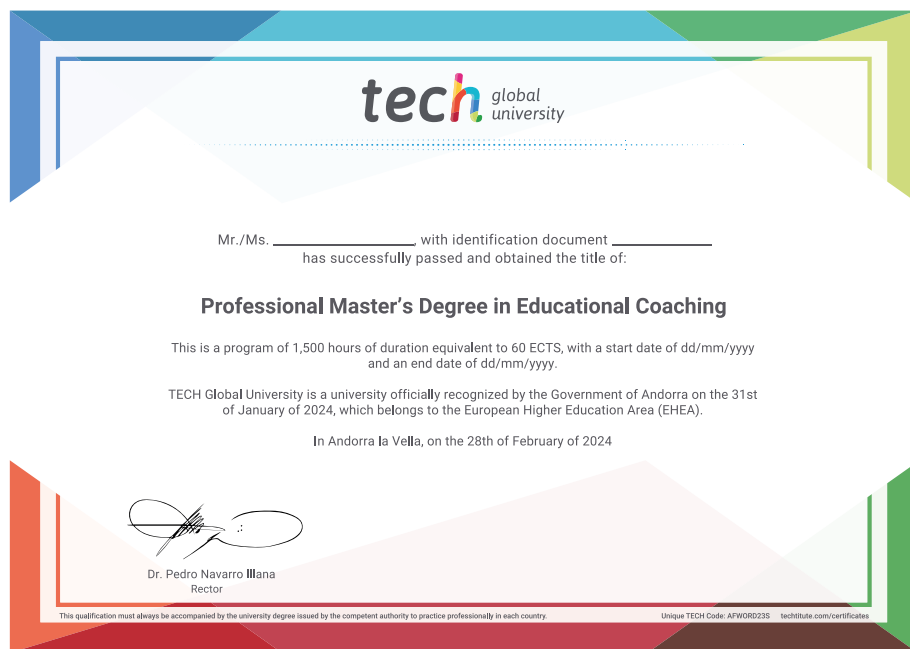 tech global
university
Mr./Ms. ____________________, with identification document ______________
has successfully passed and obtained the title of:
Professional Master's Degree in Educational Coaching
This is a program of 1,500 hours of duration equivalent to 60 ECTS, with a start date of dd/mm/yyyy
and an end date of dd/mm/yyyy.
TECH Global University is a university officially recognized by the Government of Andorra on the 31st
of January of 2024, which belongs to the European Higher Education Area (EHEA).
In Andorra la Vella, on the 28th of February of 2024
Dr. Pedro Navarro Illana
Rector
This qualification must always be accompanied by the university degree issued by the competent authority to practice professionally in each country.
Unique TECH Code: AFWORD23S techtitute.com/certificates